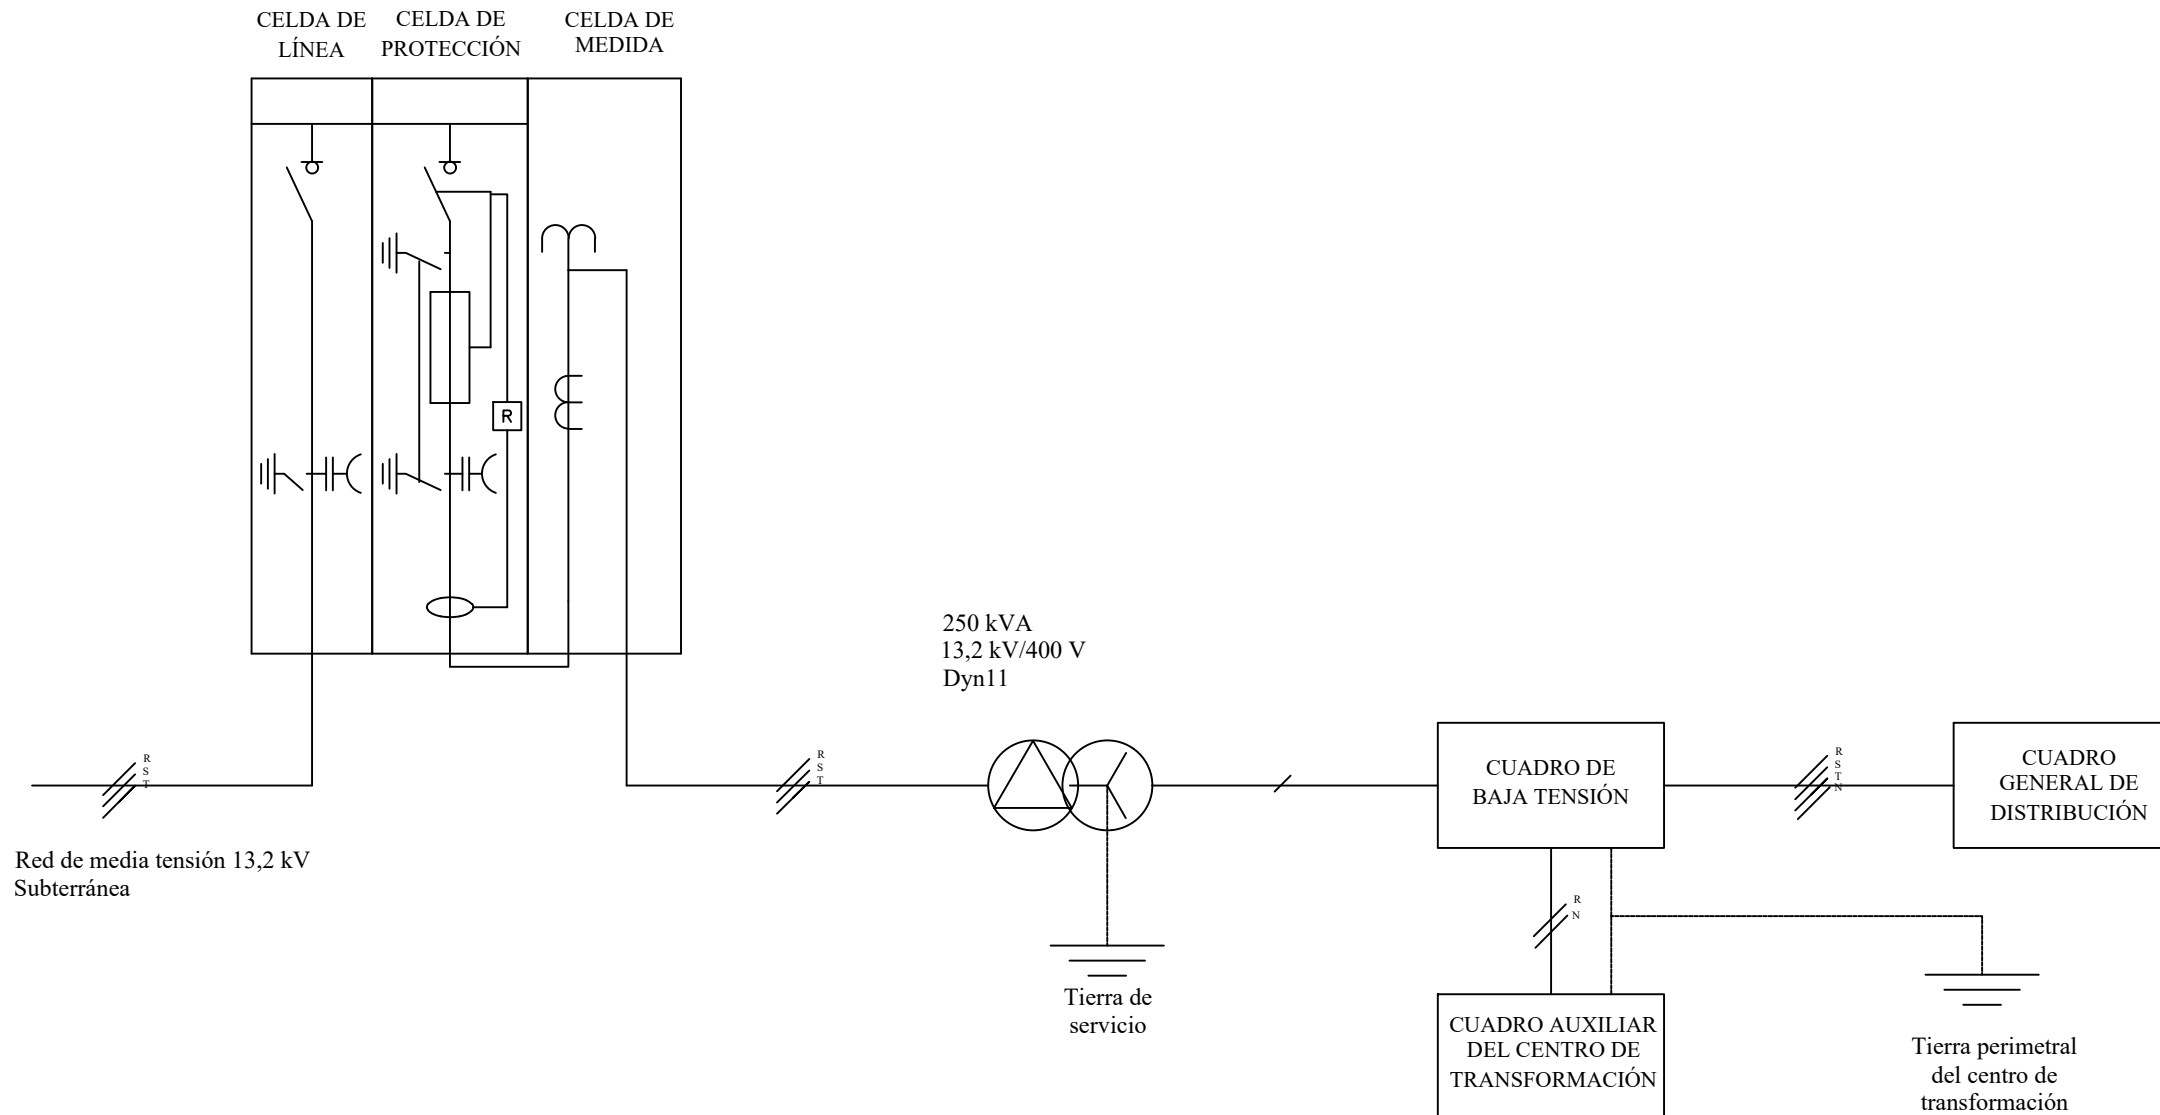 CELDA DE
LÍNEA
CELDA DE
PROTECCIÓN
CELDA DE
MEDIDA
R
250 kVA
13,2 kV/400 V
Dyn11
R
S
T
R
S
T
R
S
T
N
CUADRO DE
BAJA TENSIÓN
CUADRO
GENERAL DE
DISTRIBUCIÓN
Red de media tensión 13,2 kV
Subterránea
R
N
Tierra de
servicio
CUADRO AUXILIAR
DEL CENTRO DE
TRANSFORMACIÓN
Tierra perimetral
del centro de
transformación